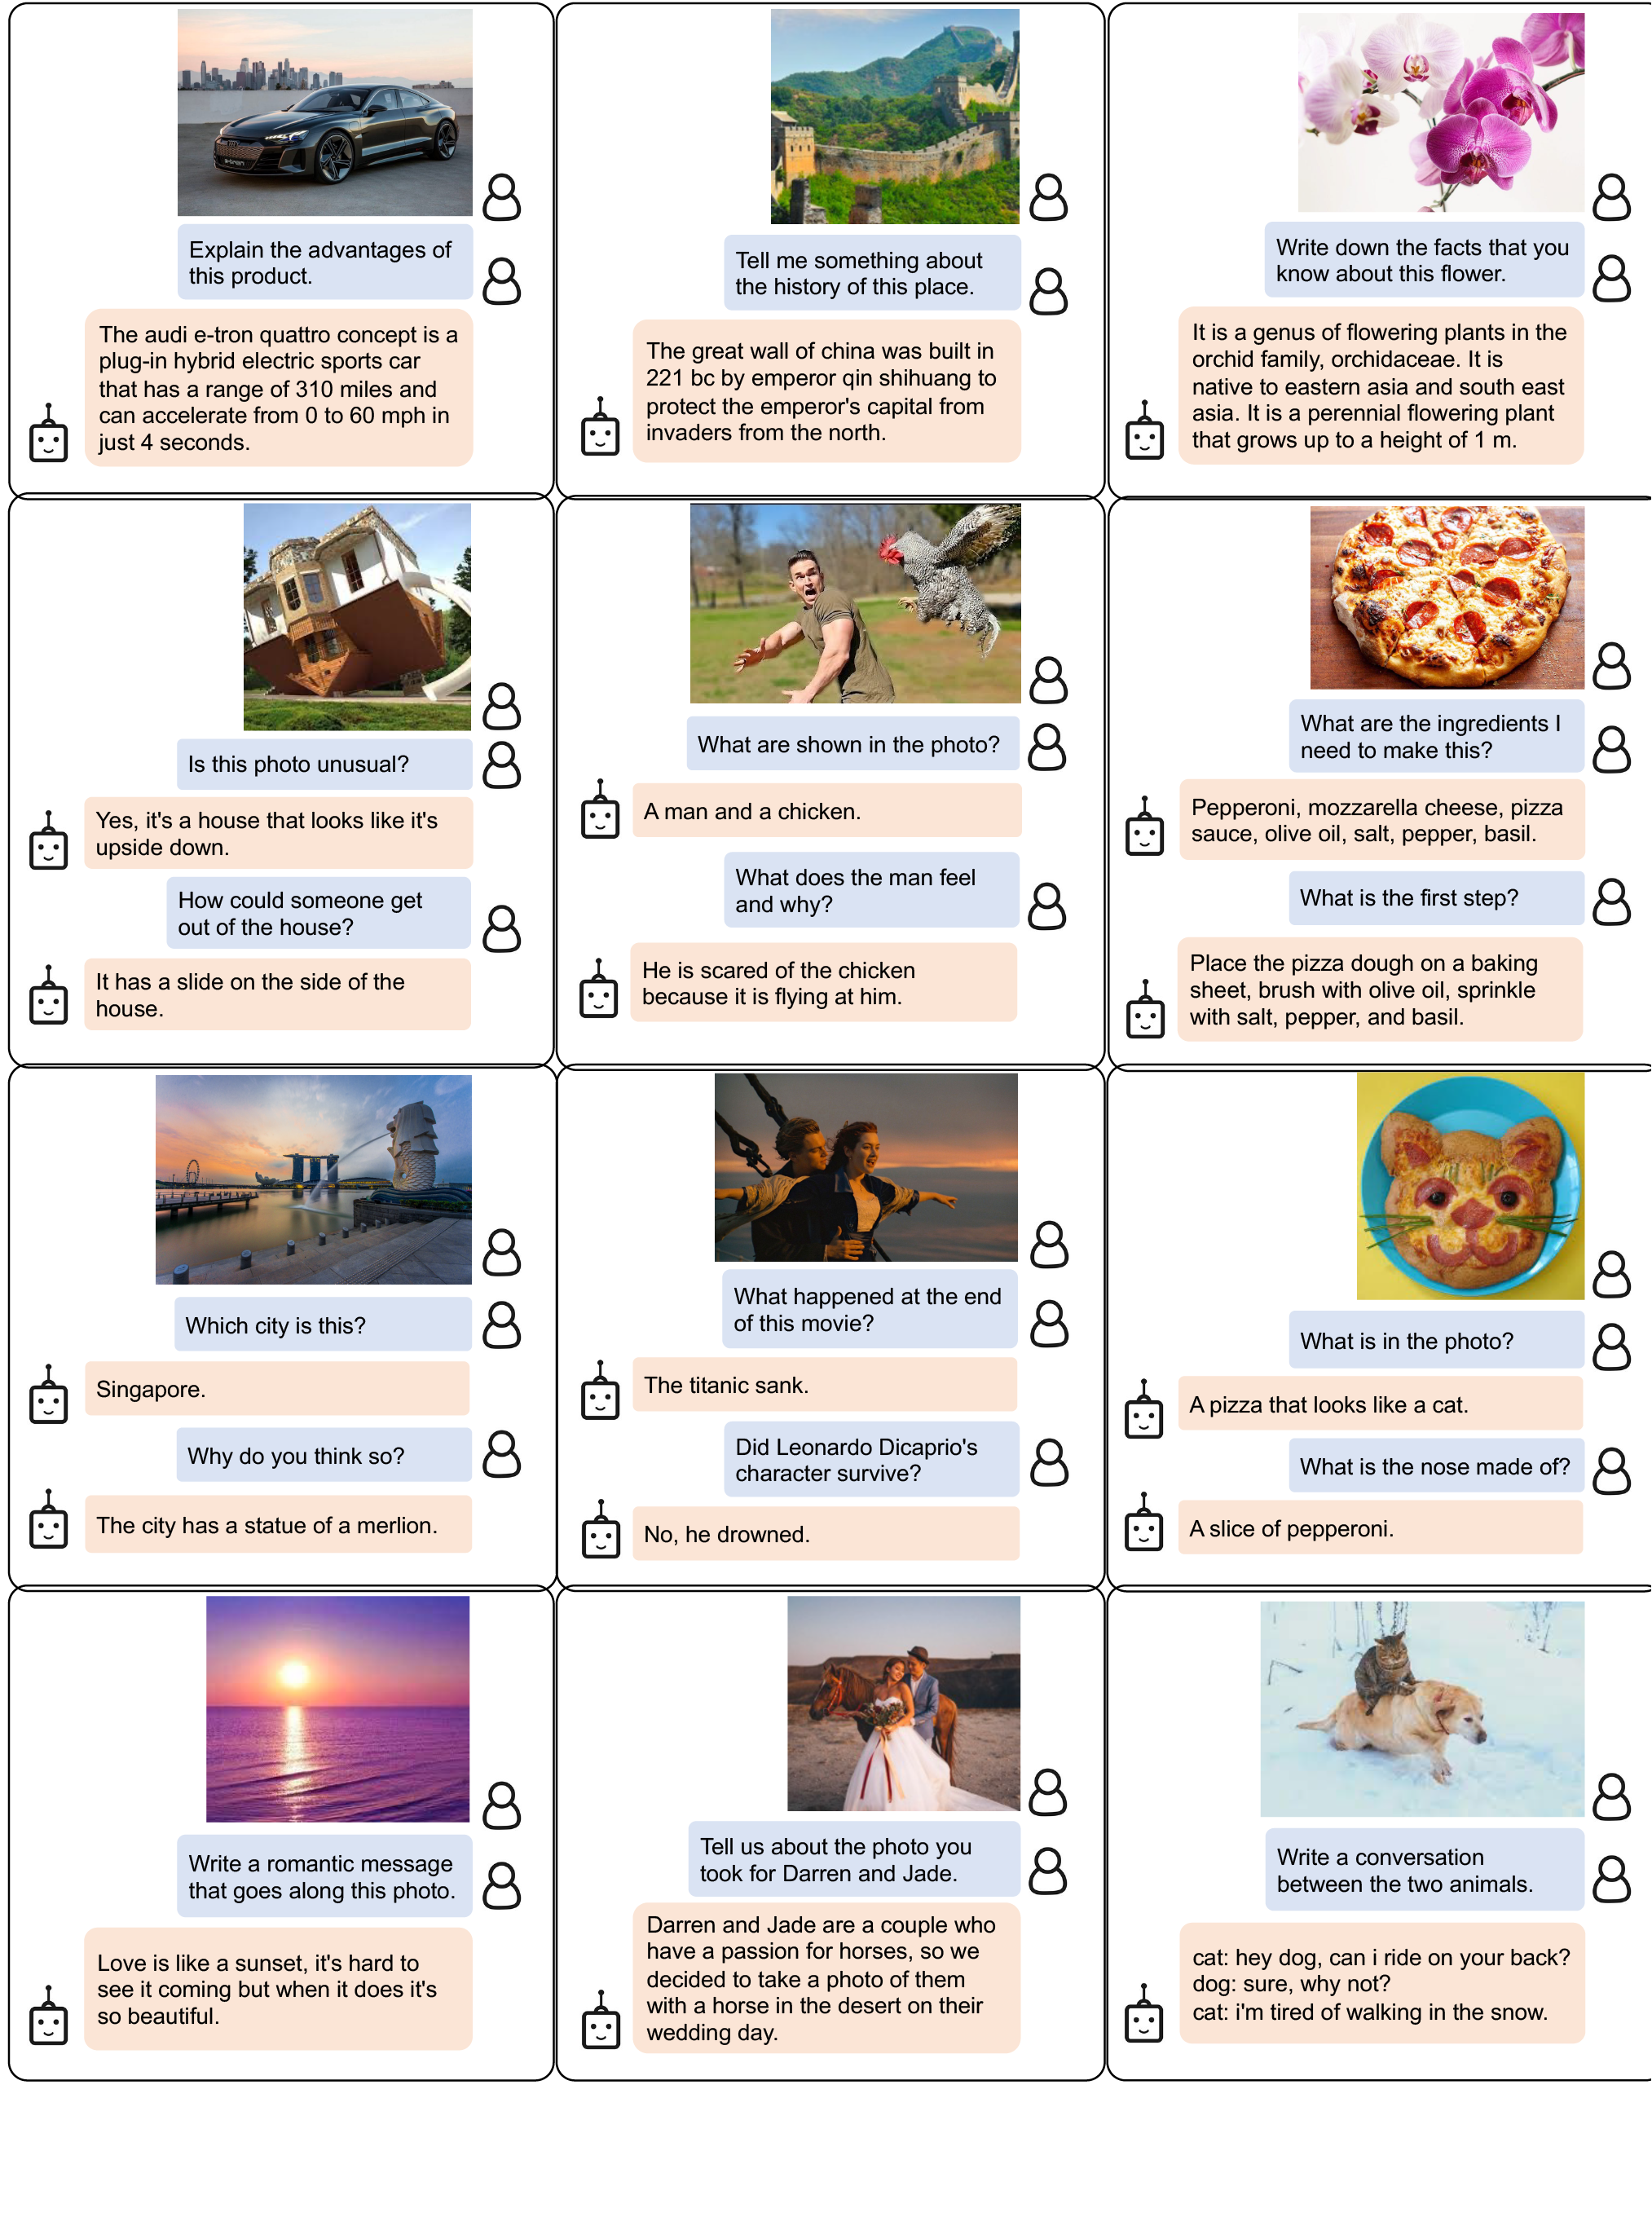 Explain the advantages of
this product.
The audi e-tron quattro concept is a
plug-in hybrid electric sports car
that has a range of 310 miles and
can accelerate from 0 to 60 mph in
just 4 seconds.
Tell me something about
the history of this place.
The great wall of china was built in
221 bc by emperor qin shihuang to
protect the emperor's capital from
invaders from the north.
Write down the facts that you
know about this flower.
It is a genus of flowering plants in the
orchid family, orchidaceae. It is
native to eastern asia and south east
asia. It is a perennial flowering plant
that grows up to a height of 1 m.
Is this photo unusual?
Yes, it's a house that looks like it's
upside down.
How could someone get
out of the house?
It has a slide on the side of the
house.
What are shown in the photo?
A man and a chicken.
What does the man feel
and why?
He is scared of the chicken
because it is flying at him.
What are the ingredients I
need to make this?
Pepperoni, mozzarella cheese, pizza
sauce, olive oil, salt, pepper, basil.
What is the first step?
Place the pizza dough on a baking
sheet, brush with olive oil, sprinkle
with salt, pepper, and basil.
Which city is this?
Singapore.
Why do you think so?
The city has a statue of a merlion.
What happened at the end
of this movie?
The titanic sank.
Did Leonardo Dicaprio's
character survive?
No, he drowned.
What is in the photo?
A pizza that looks like a cat.
What is the nose made of?
A slice of pepperoni.
Write a romantic message
that goes along this photo.
Love is like a sunset, it's hard to
see it coming but when it does it's
so beautiful.
Tell us about the photo you
took for Darren and Jade.
Darren and Jade are a couple who
have a passion for horses, so we
decided to take a photo of them
with a horse in the desert on their
wedding day.
Write a conversation
between the two animals.
cat: hey dog, can i ride on your back?
dog: sure, why not?
cat: i'm tired of walking in the snow.